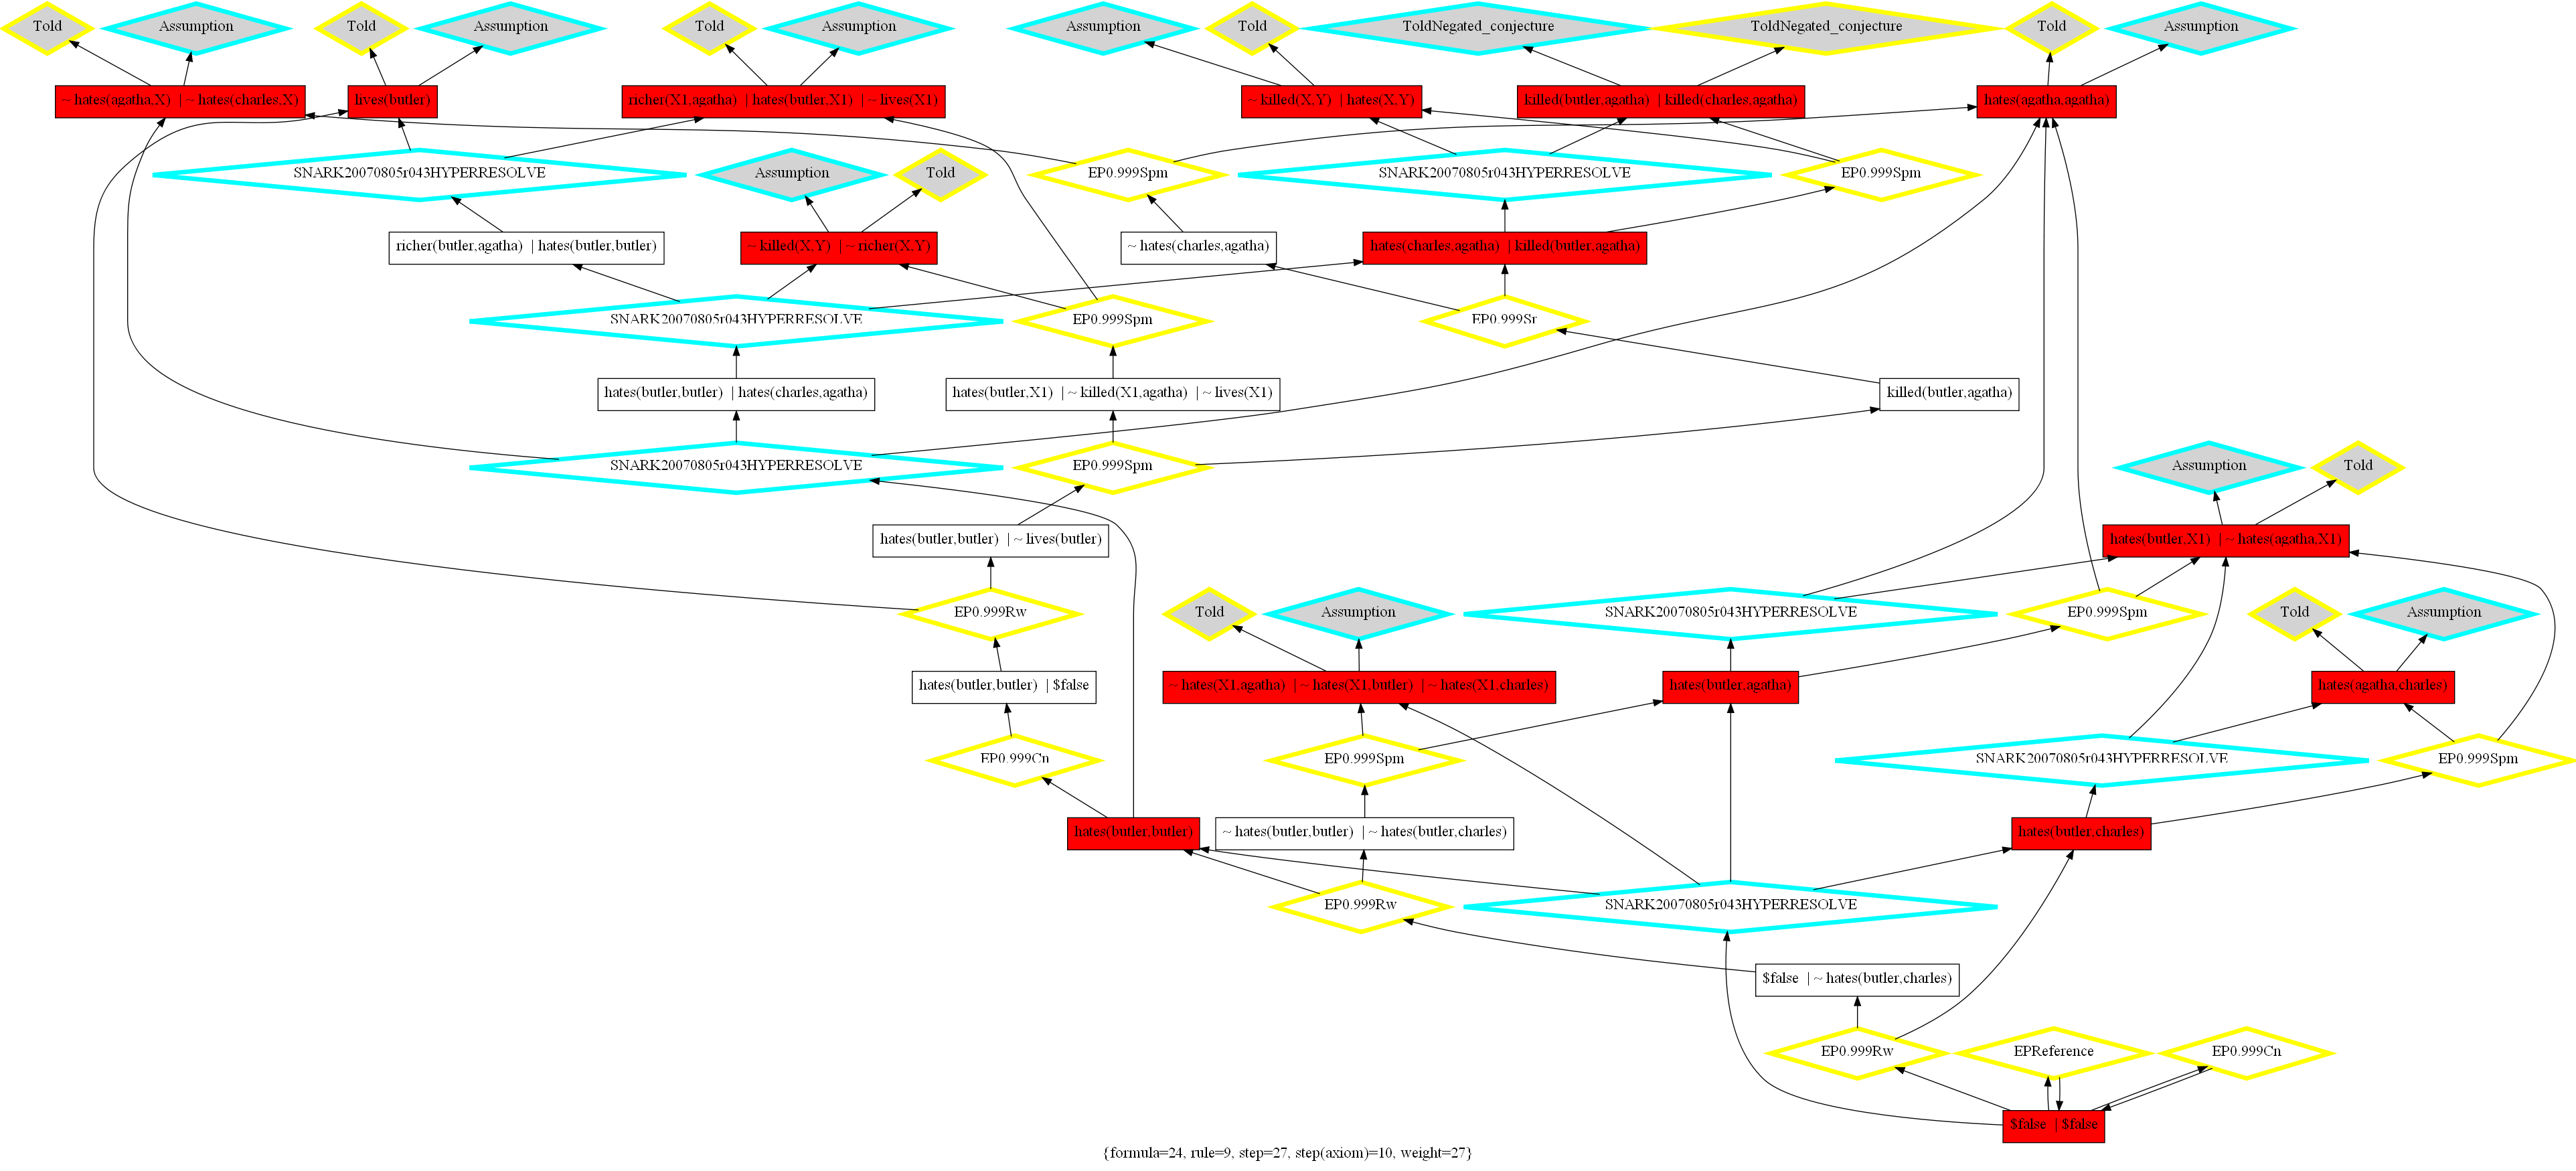 Told
Assumption
Told
Assumption
Told
Assumption
Assumption
Told
ToldNegated_conjecture
ToldNegated_conjecture
Told
Assumption
~ hates(agatha,X) | ~ hates(charles,X)
lives(butler)
richer(X1,agatha) | hates(butler,X1) | ~ lives(X1)
~ killed(X,Y) | hates(X,Y)
killed(butler,agatha) | killed(charles,agatha)
hates(agatha,agatha)
SNARK20070805r043HYPERRESOLVE
Assumption
Told
EP0.999Spm
SNARK20070805r043HYPERRESOLVE
EP0.999Spm
richer(butler,agatha) | hates(butler,butler)
~ killed(X,Y) | ~ richer(X,Y)
~ hates(charles,agatha)
hates(charles,agatha) | killed(butler,agatha)
SNARK20070805r043HYPERRESOLVE
EP0.999Spm
EP0.999Sr
hates(butler,butler) | hates(charles,agatha)
hates(butler,X1) | ~ killed(X1,agatha) | ~ lives(X1)
killed(butler,agatha)
SNARK20070805r043HYPERRESOLVE
EP0.999Spm
Assumption
Told
hates(butler,butler) | ~ lives(butler)
hates(butler,X1) | ~ hates(agatha,X1)
EP0.999Rw
Told
Assumption
SNARK20070805r043HYPERRESOLVE
EP0.999Spm
Told
Assumption
hates(butler,butler) | $false
~ hates(X1,agatha) | ~ hates(X1,butler) | ~ hates(X1,charles)
hates(butler,agatha)
hates(agatha,charles)
EP0.999Cn
EP0.999Spm
SNARK20070805r043HYPERRESOLVE
EP0.999Spm
hates(butler,butler)
~ hates(butler,butler) | ~ hates(butler,charles)
hates(butler,charles)
EP0.999Rw
SNARK20070805r043HYPERRESOLVE
$false | ~ hates(butler,charles)
EP0.999Rw
EPReference
EP0.999Cn
$false | $false
{formula=24, rule=9, step=27, step(axiom)=10, weight=27}